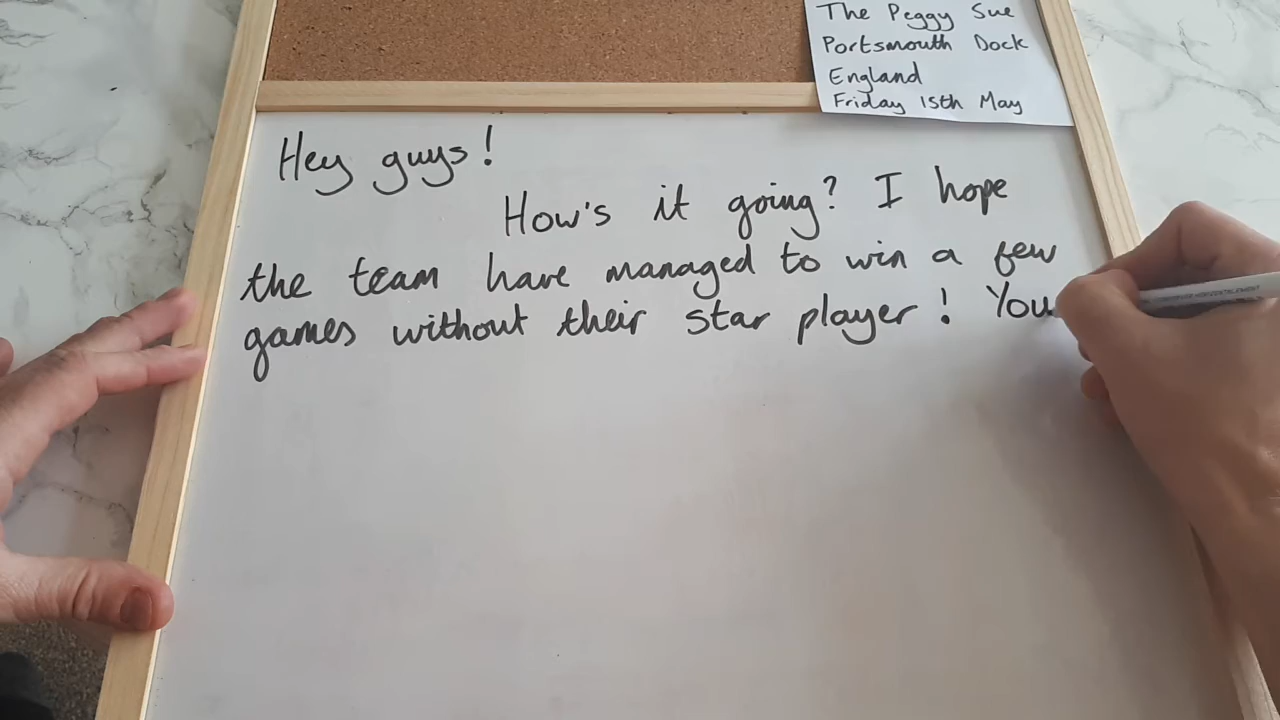 The Peggy Sue
Portsmouth Dock
England
Friday 15th May
Hey guys!
How's it going? I hope
the team have managed to win a few
games without their star player! You